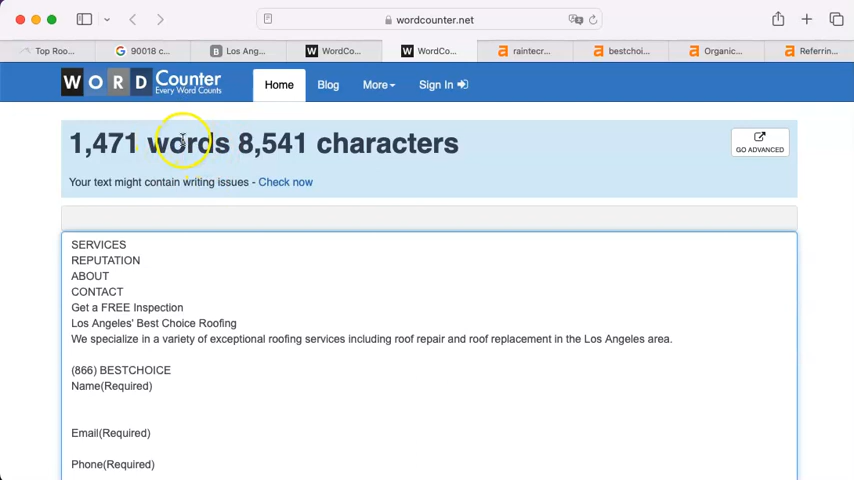 wordcounter.net
Top Roo...
90018 c...
Los Ang...
WordCo...
WordCo...
raintecr...
bestchoi...
Organic...
Referrin...
WORD Counter
Every Word Counts
Home
Blog
More
Sign In
1,471 words 8,541 characters
GO ADVANCED
Your text might contain writing issues - Check now
SERVICES
REPUTATION
ABOUT
CONTACT
Get a FREE Inspection
Los Angeles' Best Choice Roofing
We specialize in a variety of exceptional roofing services including roof repair and roof replacement in the Los Angeles area.
(866) BESTCHOICE
Name(Required)
Email(Required)
Phone(Required)